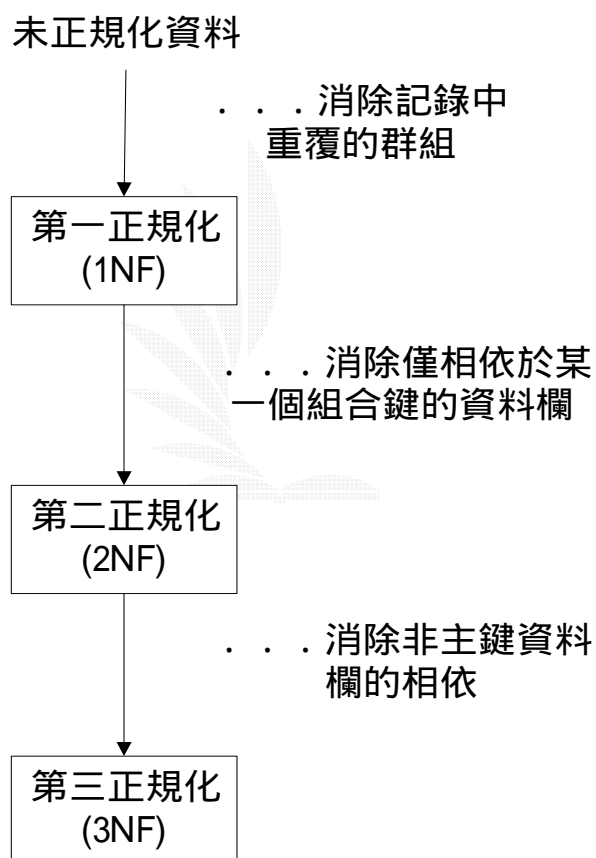 未正規化資料
. . . 消除記錄中
重覆的群組
第一正規化
(1NF)
. . . 消除僅相依於某
一個組合鍵的資料欄
第二正規化
(2NF)
. . . 消除非主鍵資料
欄的相依
第三正規化
(3NF)